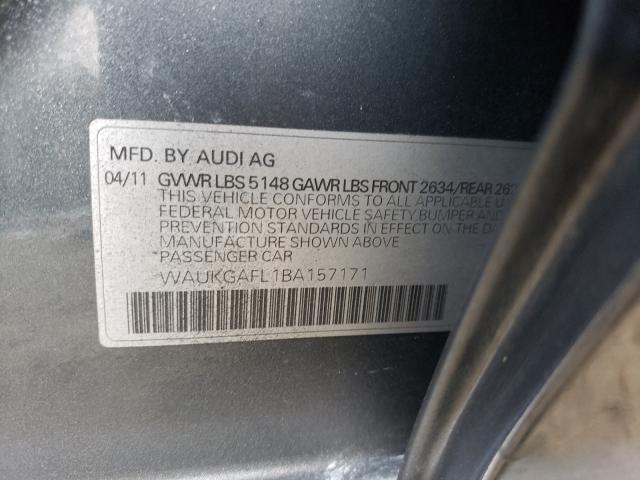 MFD. BY AUDI AG
04/11 GVWR LBS 5148 GAWR LBS FRONT 2634/REAR
THIS VEHICLE CONFORMS TO ALL APPLICABLE
FEDERAL MOTOR VEHICLE SAFETY BUMPER AND
PREVENTION STANDARDS IN EFFECT ON THE
MANUFACTURE SHOWN ABOVE
PASSENGER CAR
WAUKGAFL1BA157171